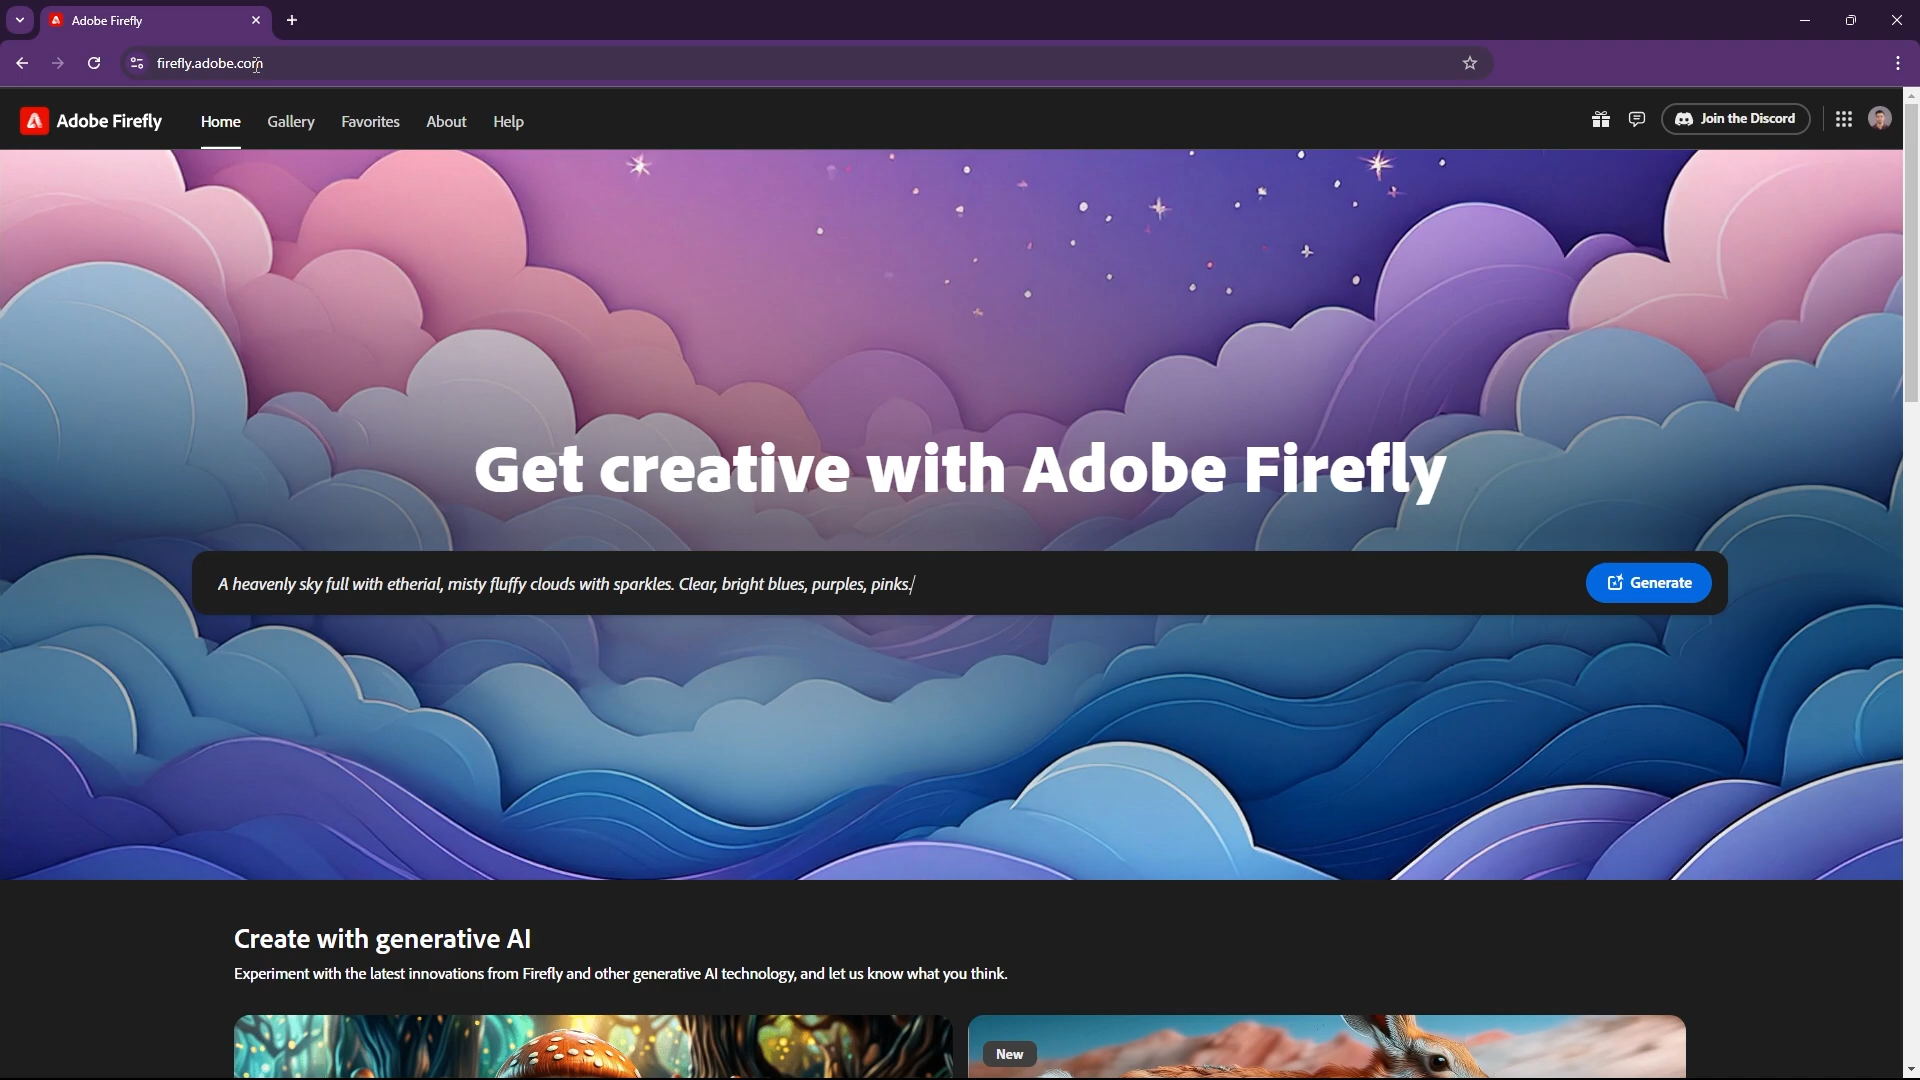 Adobe Firefly
firefly.adobe.com
Adobe Firefly
Home
Gallery
Favorites
About
Help
Join the Discord
Get creative with Adobe Firefly
A heavenly sky full with etherial, misty fluffy clouds with sparkles. Clear, bright blues, purples, pinks.
Generate
Create with generative AI
Experiment with the latest innovations from Firefly and other generative AI technology, and let us know what you think.
New